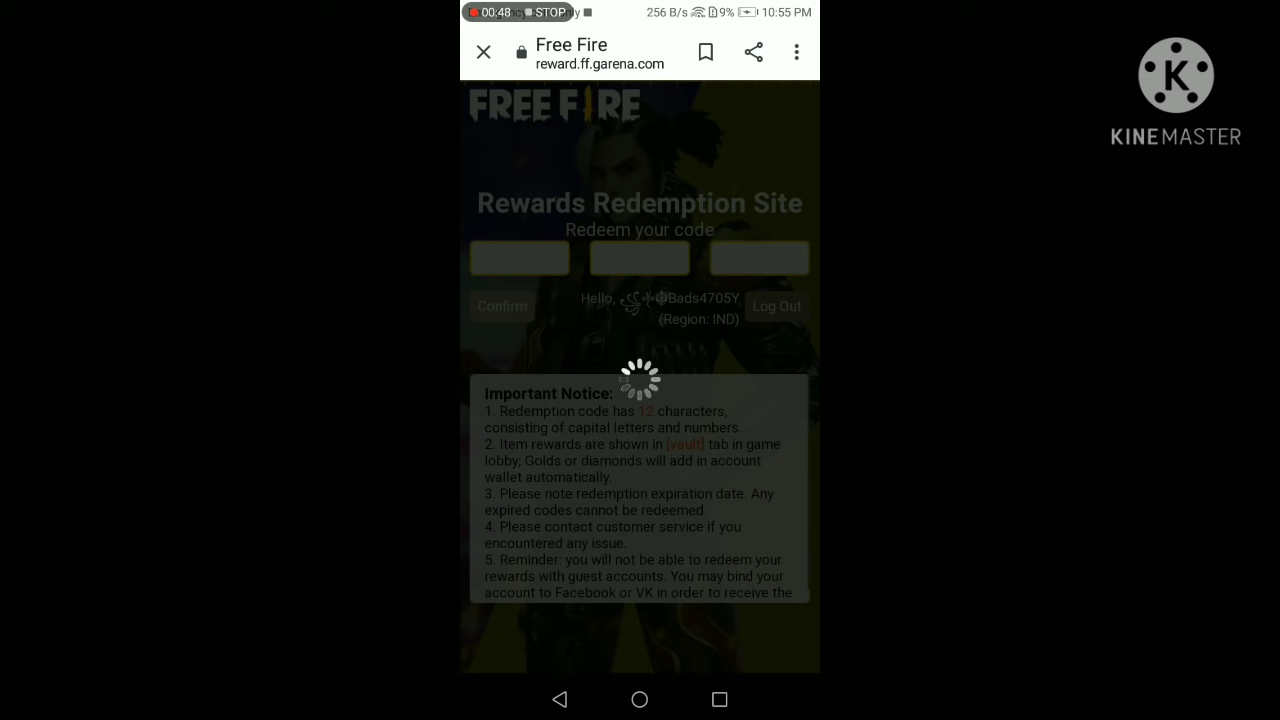 00:48 STOP
256 B/s 9% 10:55 PM
Free Fire
reward.ff.garena.com
FREE FIRE
Rewards Redemption Site
Redeem your code
Confirm
Hello, Bads4705Y
(Region: IND)
Log Out
Important Notice:
1. Redemption code has 12 characters,
consisting of capital letters and numbers.
2. Item rewards are shown in [vault] tab in game
lobby; Golds or diamonds will add in account
wallet automatically.
3. Please note redemption expiration date. Any
expired codes cannot be redeemed.
4. Please contact customer service if you
encountered any issue.
5. Reminder: you will not be able to redeem your
rewards with guest accounts. You may bind your
account to Facebook or VK in order to receive the
K
KINEMASTER